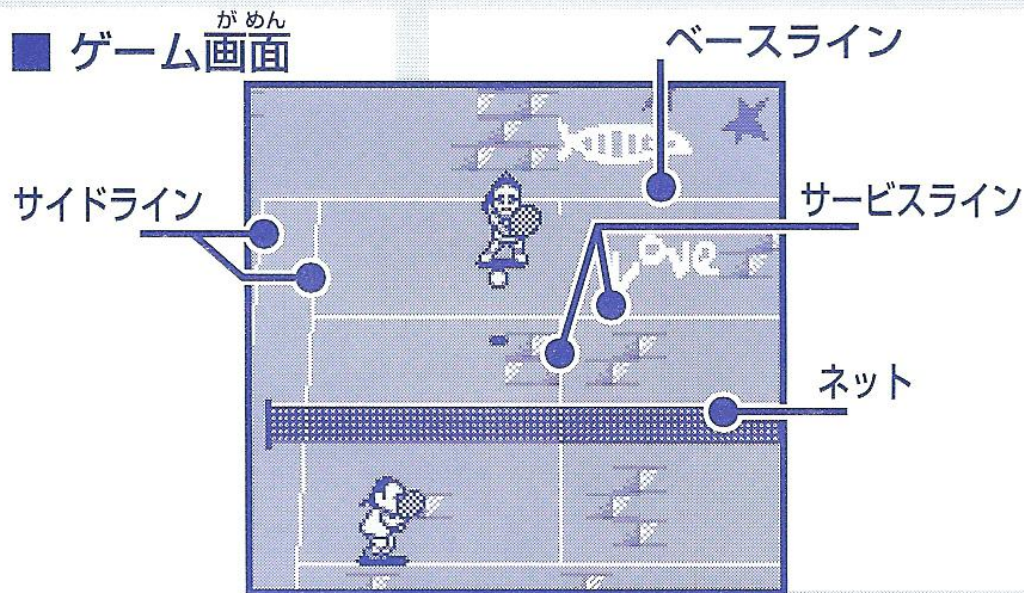 がめん
■ ゲーム画面
ベースライン
サイドライン
サービスライン
Love
ネット